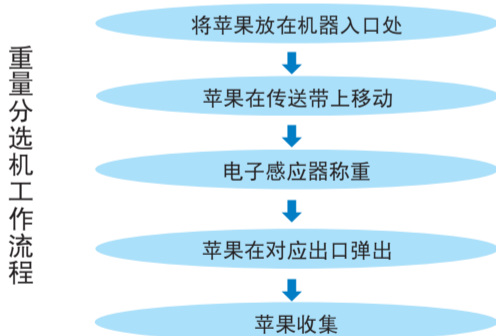 重量分选机工作流程
将苹果放在机器入口处
苹果在传送带上移动
电子感应器称重
苹果在对应出口弹出
苹果收集